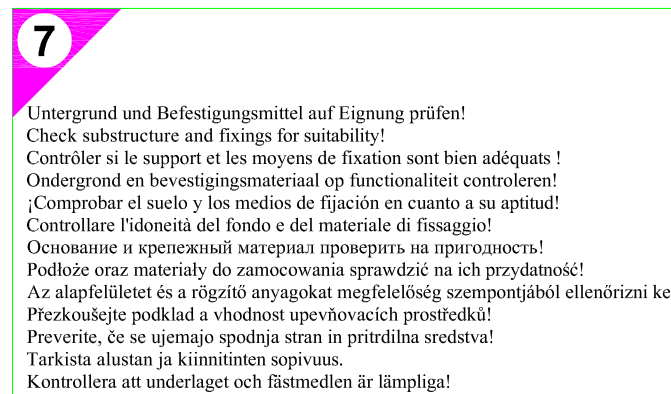 7
Untergrund und Befestigungsmittel auf Eignung prüfen!
Check substructure and fixings for suitability!
Contrôler si le support et les moyens de fixation sont bien adéquats !
Ondergrond en bevestigingsmateriaal op functionaliteit controleren!
¡Comprobar el suelo y los medios de fijación en cuanto a su aptitud!
Controllare l'idoneità del fondo e del materiale di fissaggio!
Основание и крепежный материал проверить на пригодность!
Podłoże oraz materiały do zamocowania sprawdzić na ich przydatność!
Az alapfelületet és a rögzítő anyagokat megfelelőség szempontjából ellenőrizni ke
Přezkoušejte podklad a vhodnost upevňovacích prostředků!
Preverite, če se ujemajo spodnja stran in pritrdilna sredstva!
Tarkista alustan ja kiinnitinten sopivuus.
Kontrollera att underlaget och fästmedlen är lämpliga!